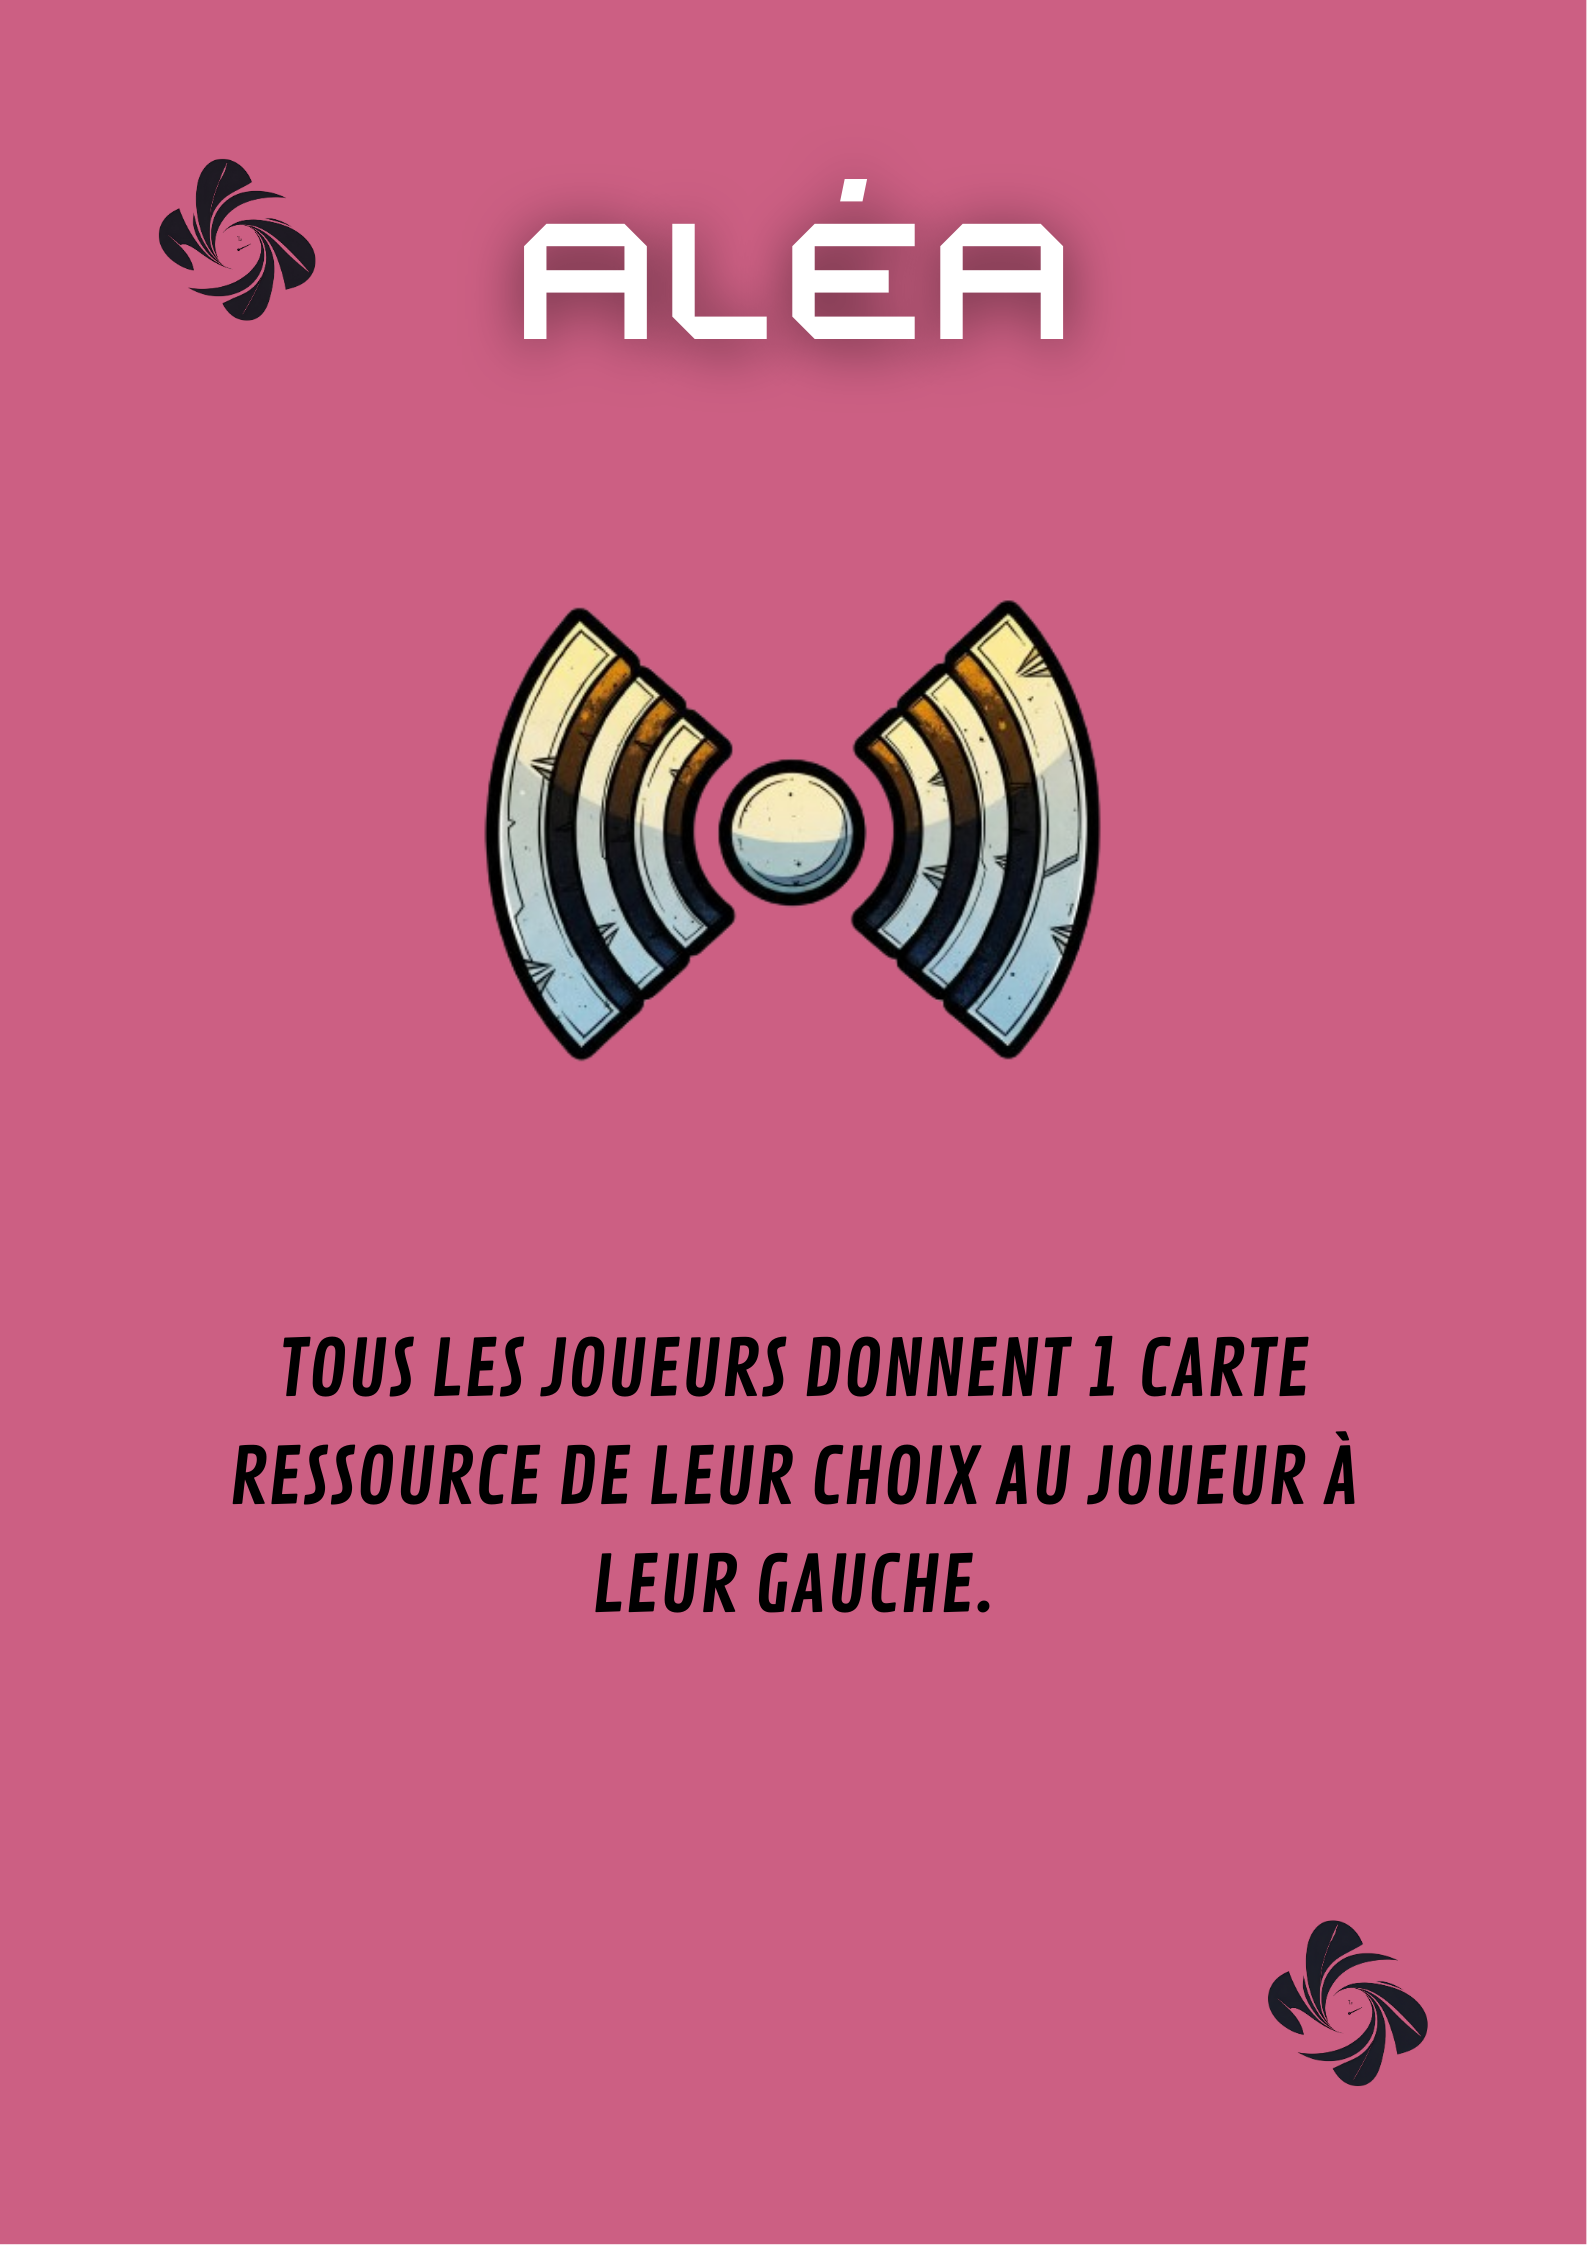 ALÉA
TOUS LES JOUEURS DONNENT 1 CARTE
RESSOURCE DE LEUR CHOIX AU JOUEUR À
LEUR GAUCHE.